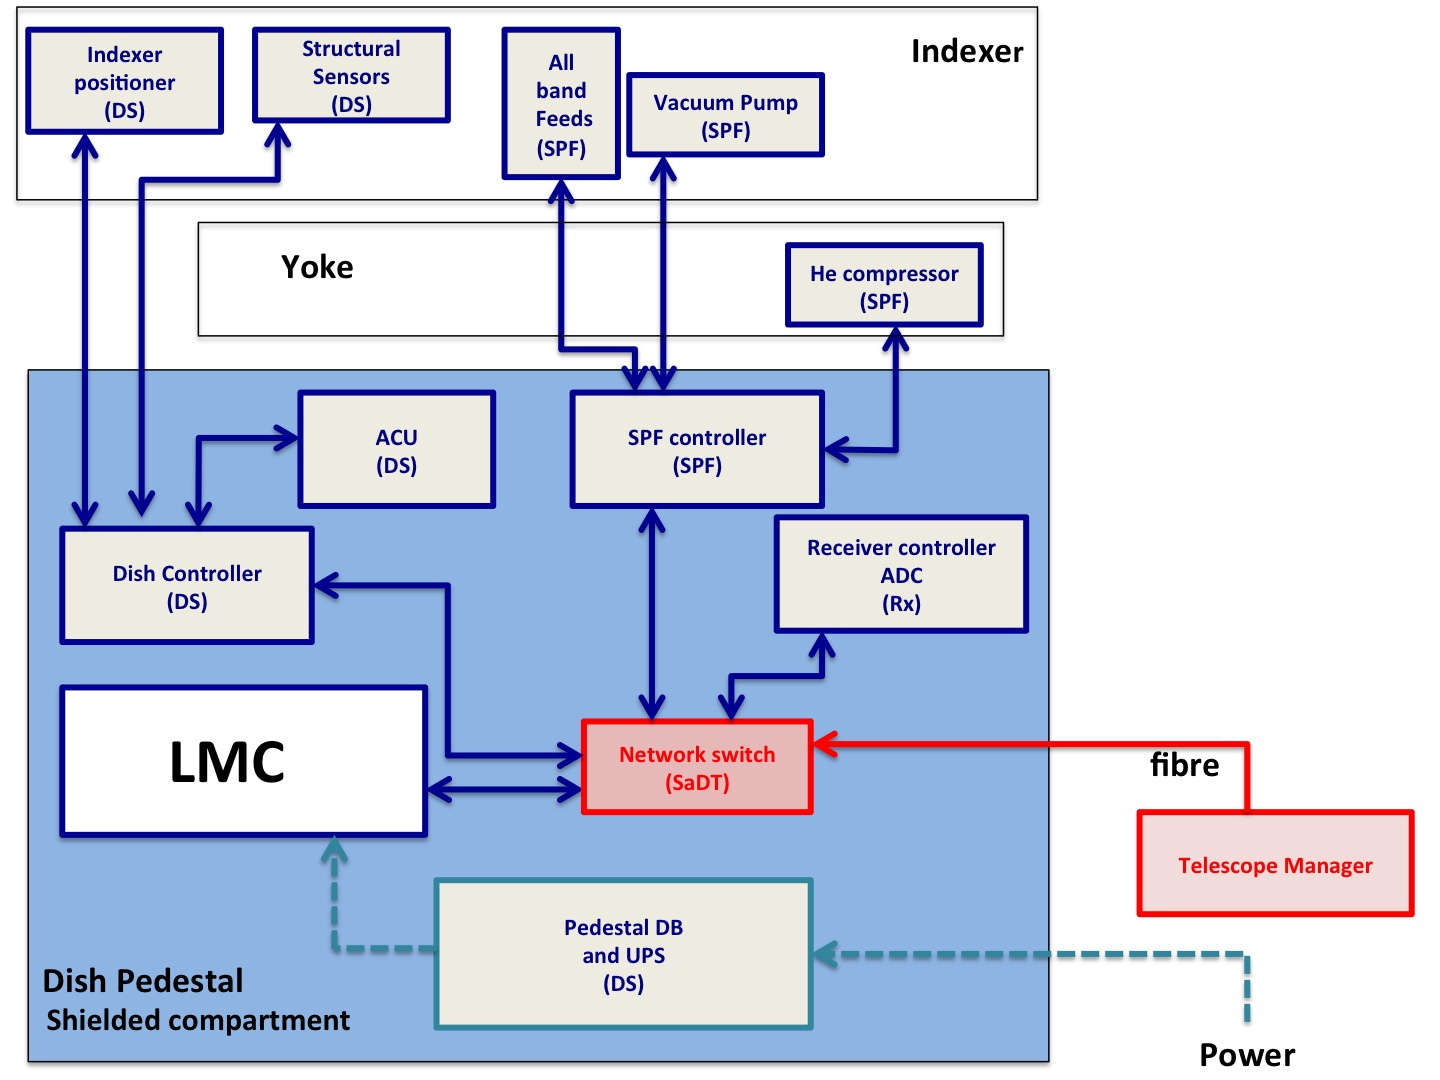 Indexer
positioner
(DS)
Structural
Sensors
(DS)
All
band
Feeds
(SPF)
Vacuum Pump
(SPF)
Indexer
Yoke
He compressor
(SPF)
ACU
(DS)
SPF controller
(SPF)
Dish Controller
(DS)
Receiver controller
ADC
(Rx)
LMC
Network switch
(SaDT)
fibre
Telescope Manager
Pedestal DB
and UPS
(DS)
Dish Pedestal
Shielded compartment
Power